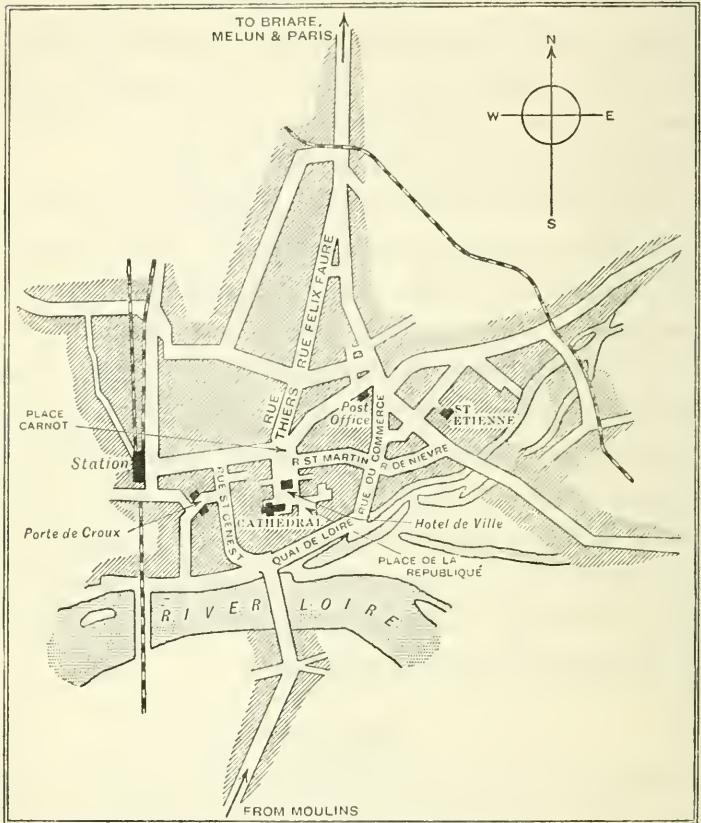 TO BRIARE,
MELUN & PARIS
N
W
E
S
RUE FELIX FAURE
RUE
THIERS
PLACE
CARNOT
Post
Office
ST
ETIENNE
RUE DU COMMERCE
Station
R ST MARTIN
R DE NIEVRE
RUE ST GENEST
Porte de Croux
CATHEDRAL
Hotel de Ville
QUAI DE LOIRE
PLACE DE LA
REPUBLIQUÉ
RIVER LOIRE
FROM MOULINS